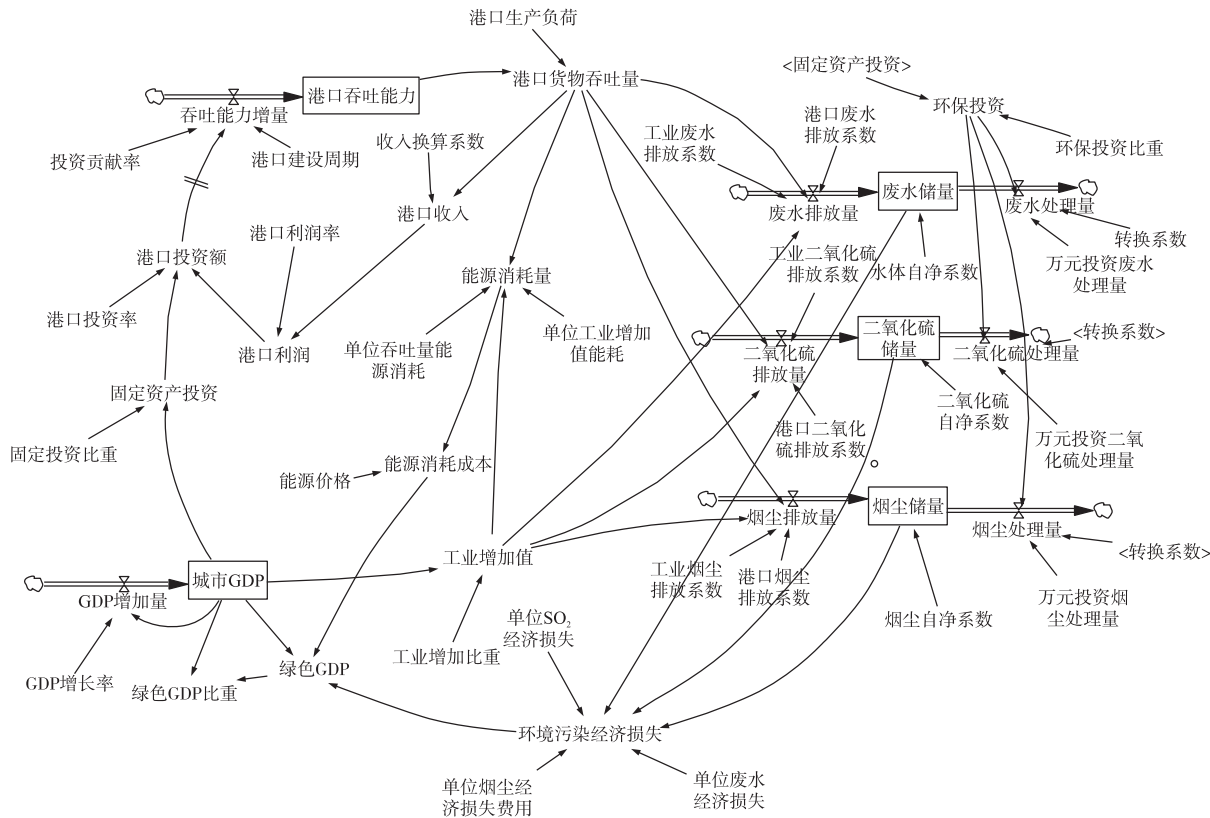 港口生产负荷
港口货物吞吐量
<固定资产投资>
环保投资
港口吞吐能力
吞吐能力增量
投资贡献率
港口建设周期
收入换算系数
工业废水
排放系数
港口废水
排放系数
环保投资比重
废水储量
废水排放量
废水处理量
港口收入
港口利润率
港口投资额
转换系数
工业二氧化硫
排放系数
水体自净系数
万元投资废水
处理量
能源消耗量
港口投资率
港口利润
单位吞吐量能
源消耗
单位工业增加
值能耗
二氧化硫
储量
二氧化硫
排放量
二氧化硫处理量
<转换系数>
固定资产投资
固定投资比重
二氧化硫
自净系数
港口二氧化
硫排放系数
万元投资二氧
化硫处理量
能源价格
能源消耗成本
烟尘储量
烟尘排放量
烟尘处理量
<转换系数>
工业增加值
城市GDP
GDP增加量
工业烟尘
排放系数
港口烟尘
排放系数
万元投资烟
尘处理量
烟尘自净系数
单位SO₂
经济损失
工业增加比重
绿色GDP
GDP增长率
绿色GDP比重
环境污染经济损失
单位烟尘经
济损失费用
单位废水
经济损失